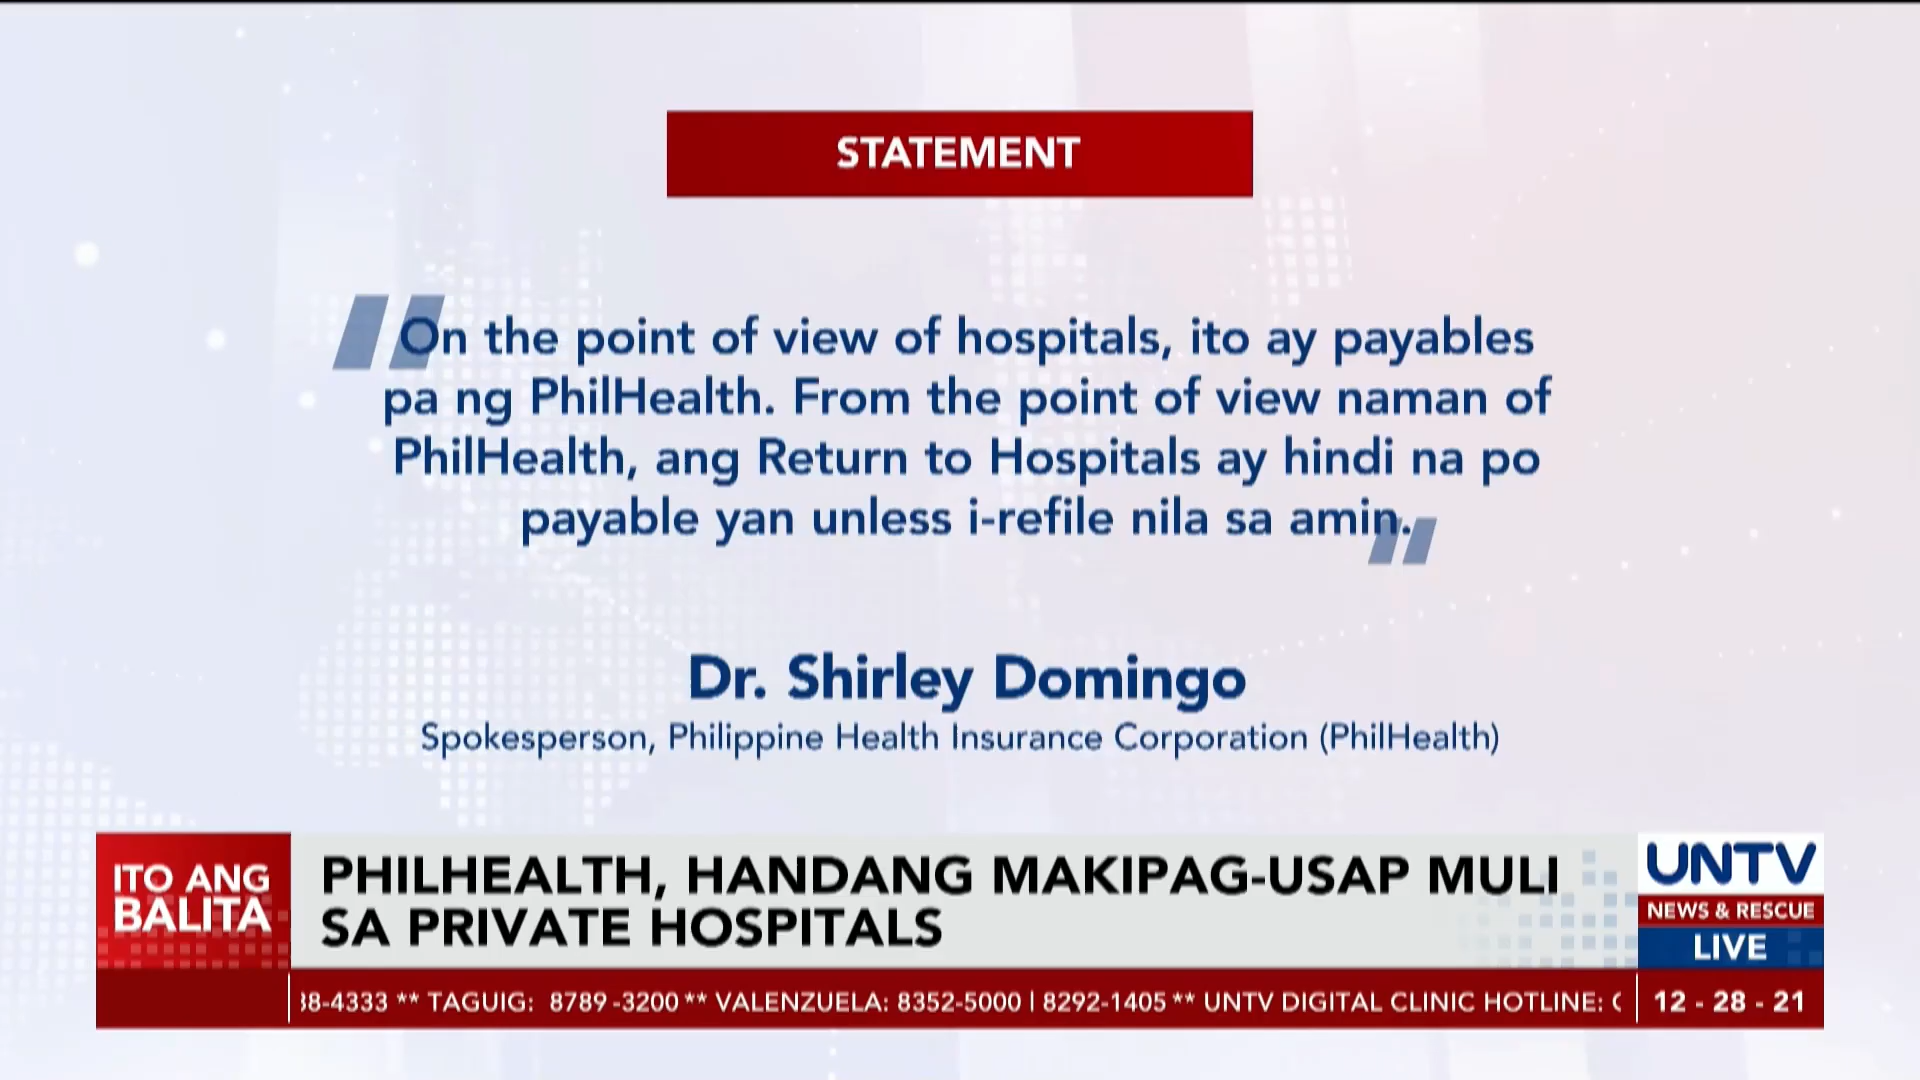 STATEMENT
On the point of view of hospitals, ito ay payables
pa ng PhilHealth. From the point of view naman of
PhilHealth, ang Return to Hospitals ay hindi na po
payable yan unless i-refile nila sa amin.
Dr. Shirley Domingo
Spokesperson, Philippine Health Insurance Corporation (PhilHealth)
ITO ANG
BALITA
PHILHEALTH, HANDANG MAKIPAG-USAP MULI
SA PRIVATE HOSPITALS
UNTV
NEWS & RESCUE
LIVE
8-4333 ** TAGUIG: 8789 -3200 ** VALENZUELA: 8352-5000 | 8292-1405 ** UNTV DIGITAL CLINIC HOTLINE:
12 - 28 - 21